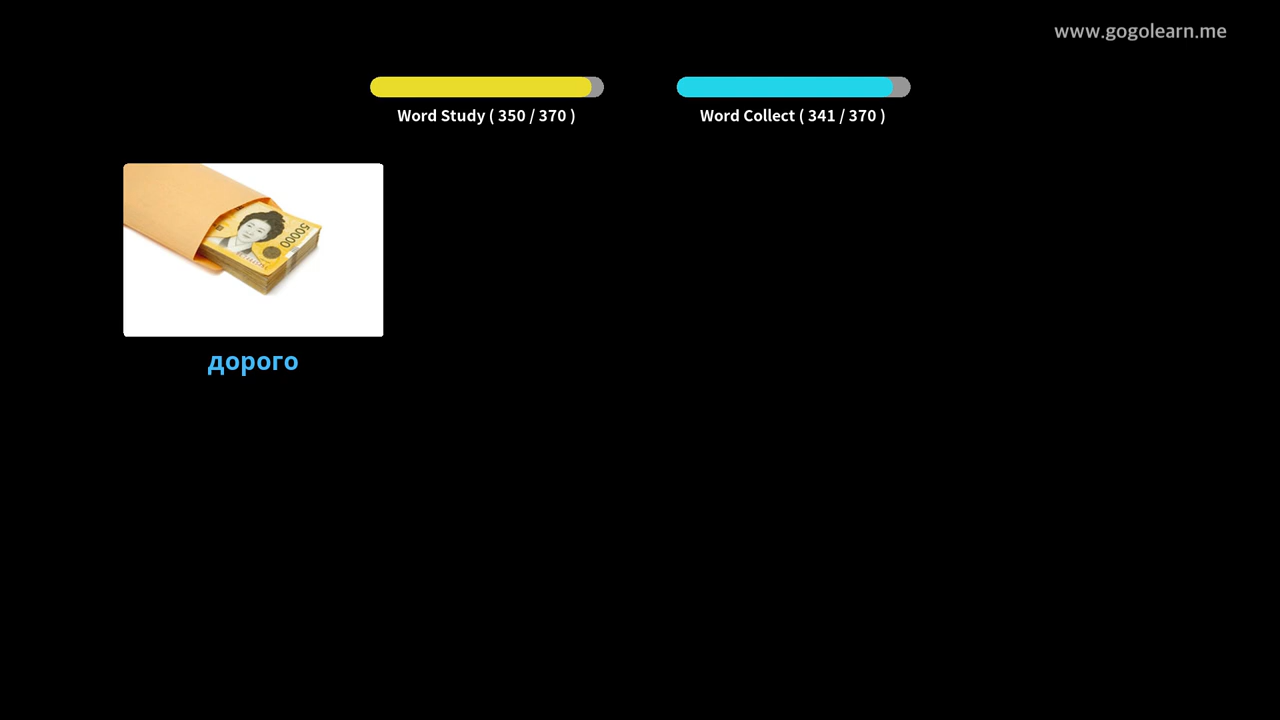 www.gogolearn.me
Word Study ( 350 / 370 )
Word Collect ( 341 / 370 )
50000
дорого